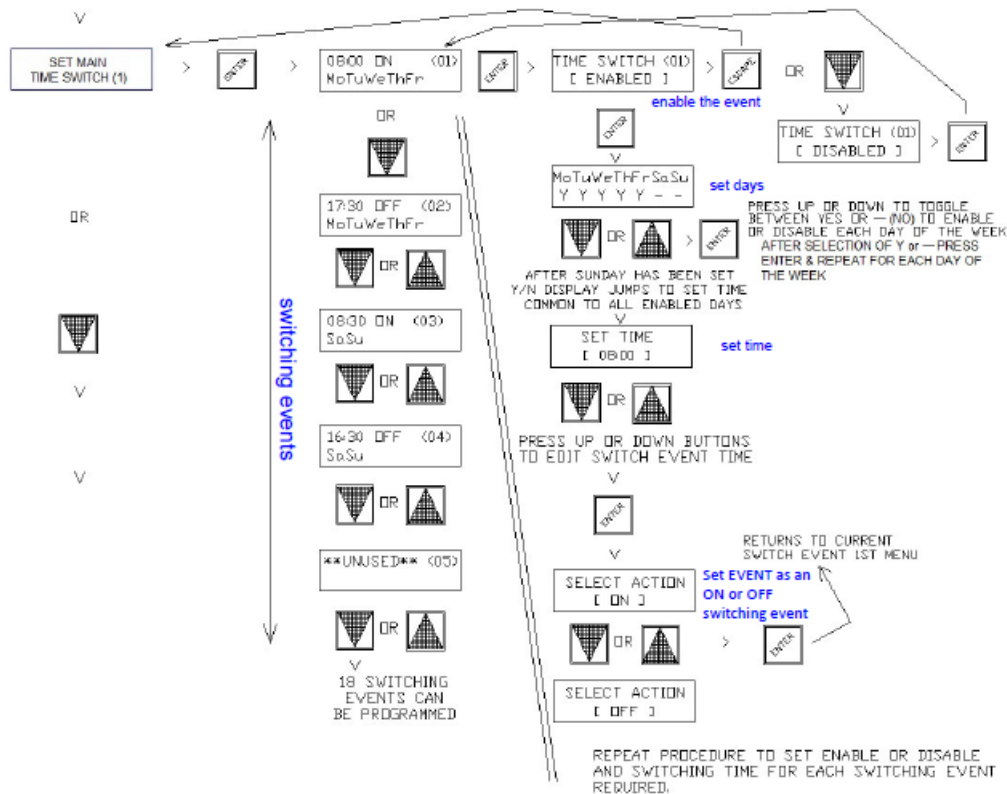 SET MAIN
TIME SWITCH (1)
>
ENTER
>
08:00 ON (01)
MoTuWeThFr
ENTER
>
TIME SWITCH (01)
[ ENABLED ]
>
ESCAPE
OR
enable the event
TIME SWITCH (01)
[ DISABLED ]
>
ENTER
OR
switching events
17:30 OFF (02)
MoTuWeThFr
OR
08:30 ON (03)
SaSu
OR
16:30 OFF (04)
SaSu
OR
**UNUSED** (05)
OR
18 SWITCHING
EVENTS CAN
BE PROGRAMMED
OR
ENTER
MoTuWeThFrSaSu
Y Y Y Y Y - -
set days
OR
>
ENTER
PRESS UP OR DOWN TO TOGGLE
BETWEEN YES OR — (NO) TO ENABLE
OR DISABLE EACH DAY OF THE WEEK
AFTER SELECTION OF Y or — PRESS
ENTER & REPEAT FOR EACH DAY OF
THE WEEK
AFTER SUNDAY HAS BEEN SET
Y/N DISPLAY JUMPS TO SET TIME
COMMON TO ALL ENABLED DAYS
SET TIME
[ 08:00 ]
set time
OR
PRESS UP OR DOWN BUTTONS
TO EDIT SWITCH EVENT TIME
ENTER
SELECT ACTION
[ ON ]
Set EVENT as an
ON or OFF
switching event
RETURNS TO CURRENT
SWITCH EVENT 1ST MENU
OR
>
ENTER
SELECT ACTION
[ OFF ]
REPEAT PROCEDURE TO SET ENABLE OR DISABLE
AND SWITCHING TIME FOR EACH SWITCHING EVENT
REQUIRED.